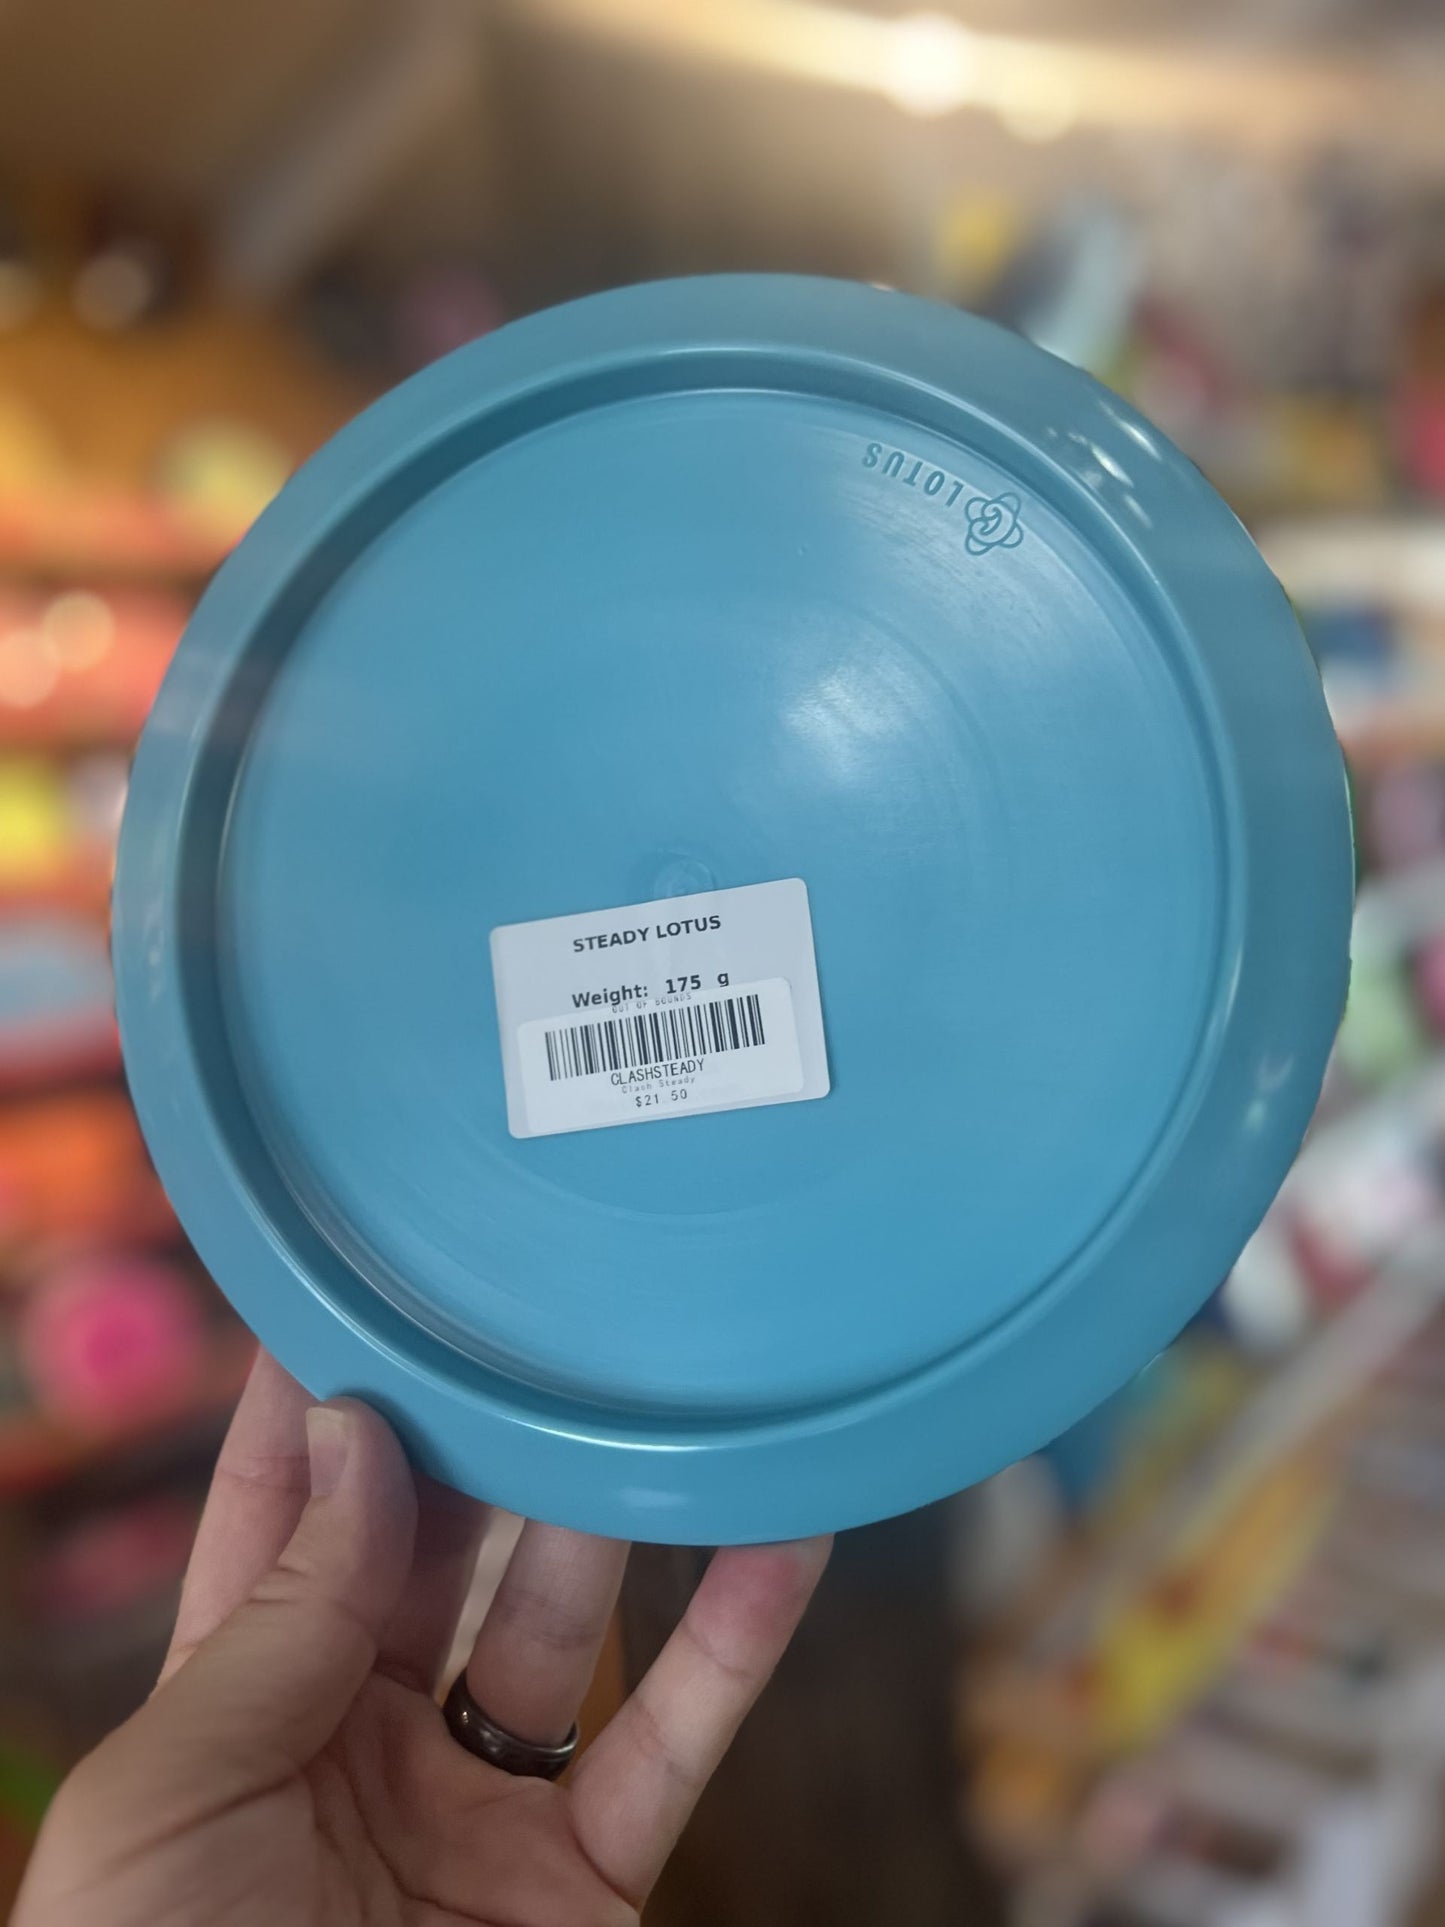 LOTUS
STEADY LOTUS
Weight: 175 g
OUT OF BOUNDS
CLASHSTEADY
Clash Steady
$21.50